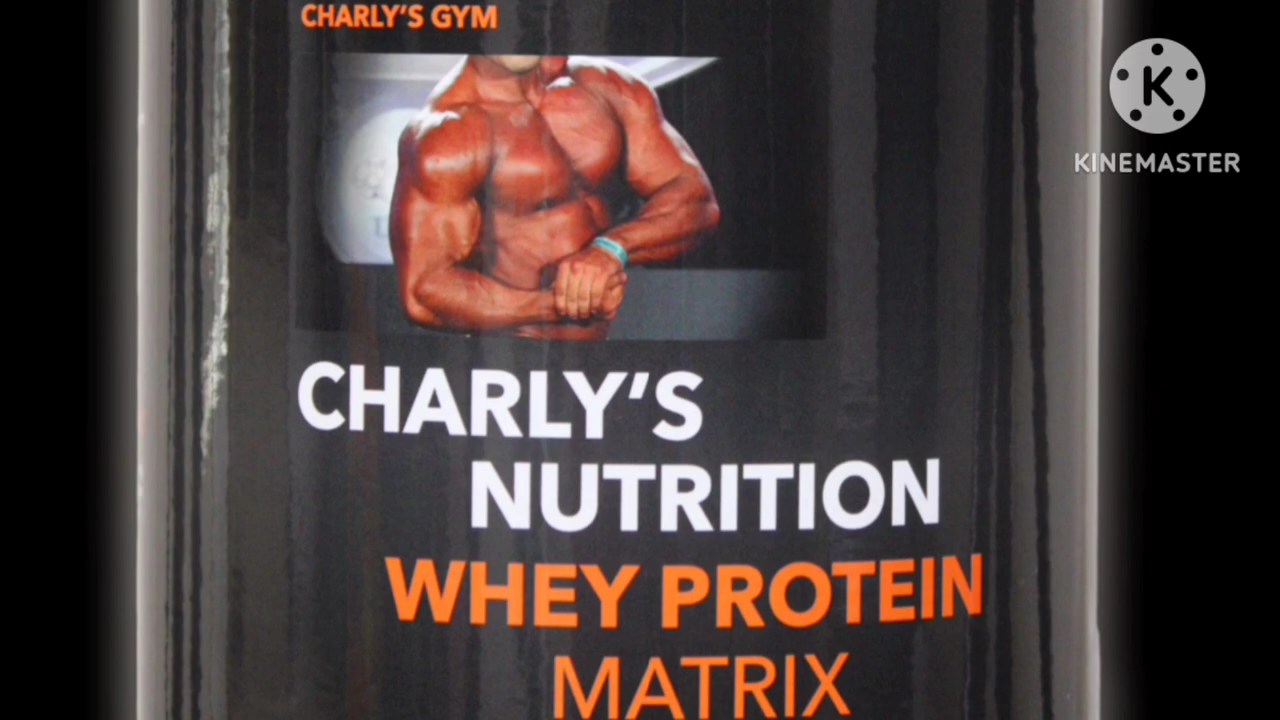 CHARLY'S GYM
K
KINEMASTER
CHARLY'S
NUTRITION
WHEY PROTEIN
MATRIX